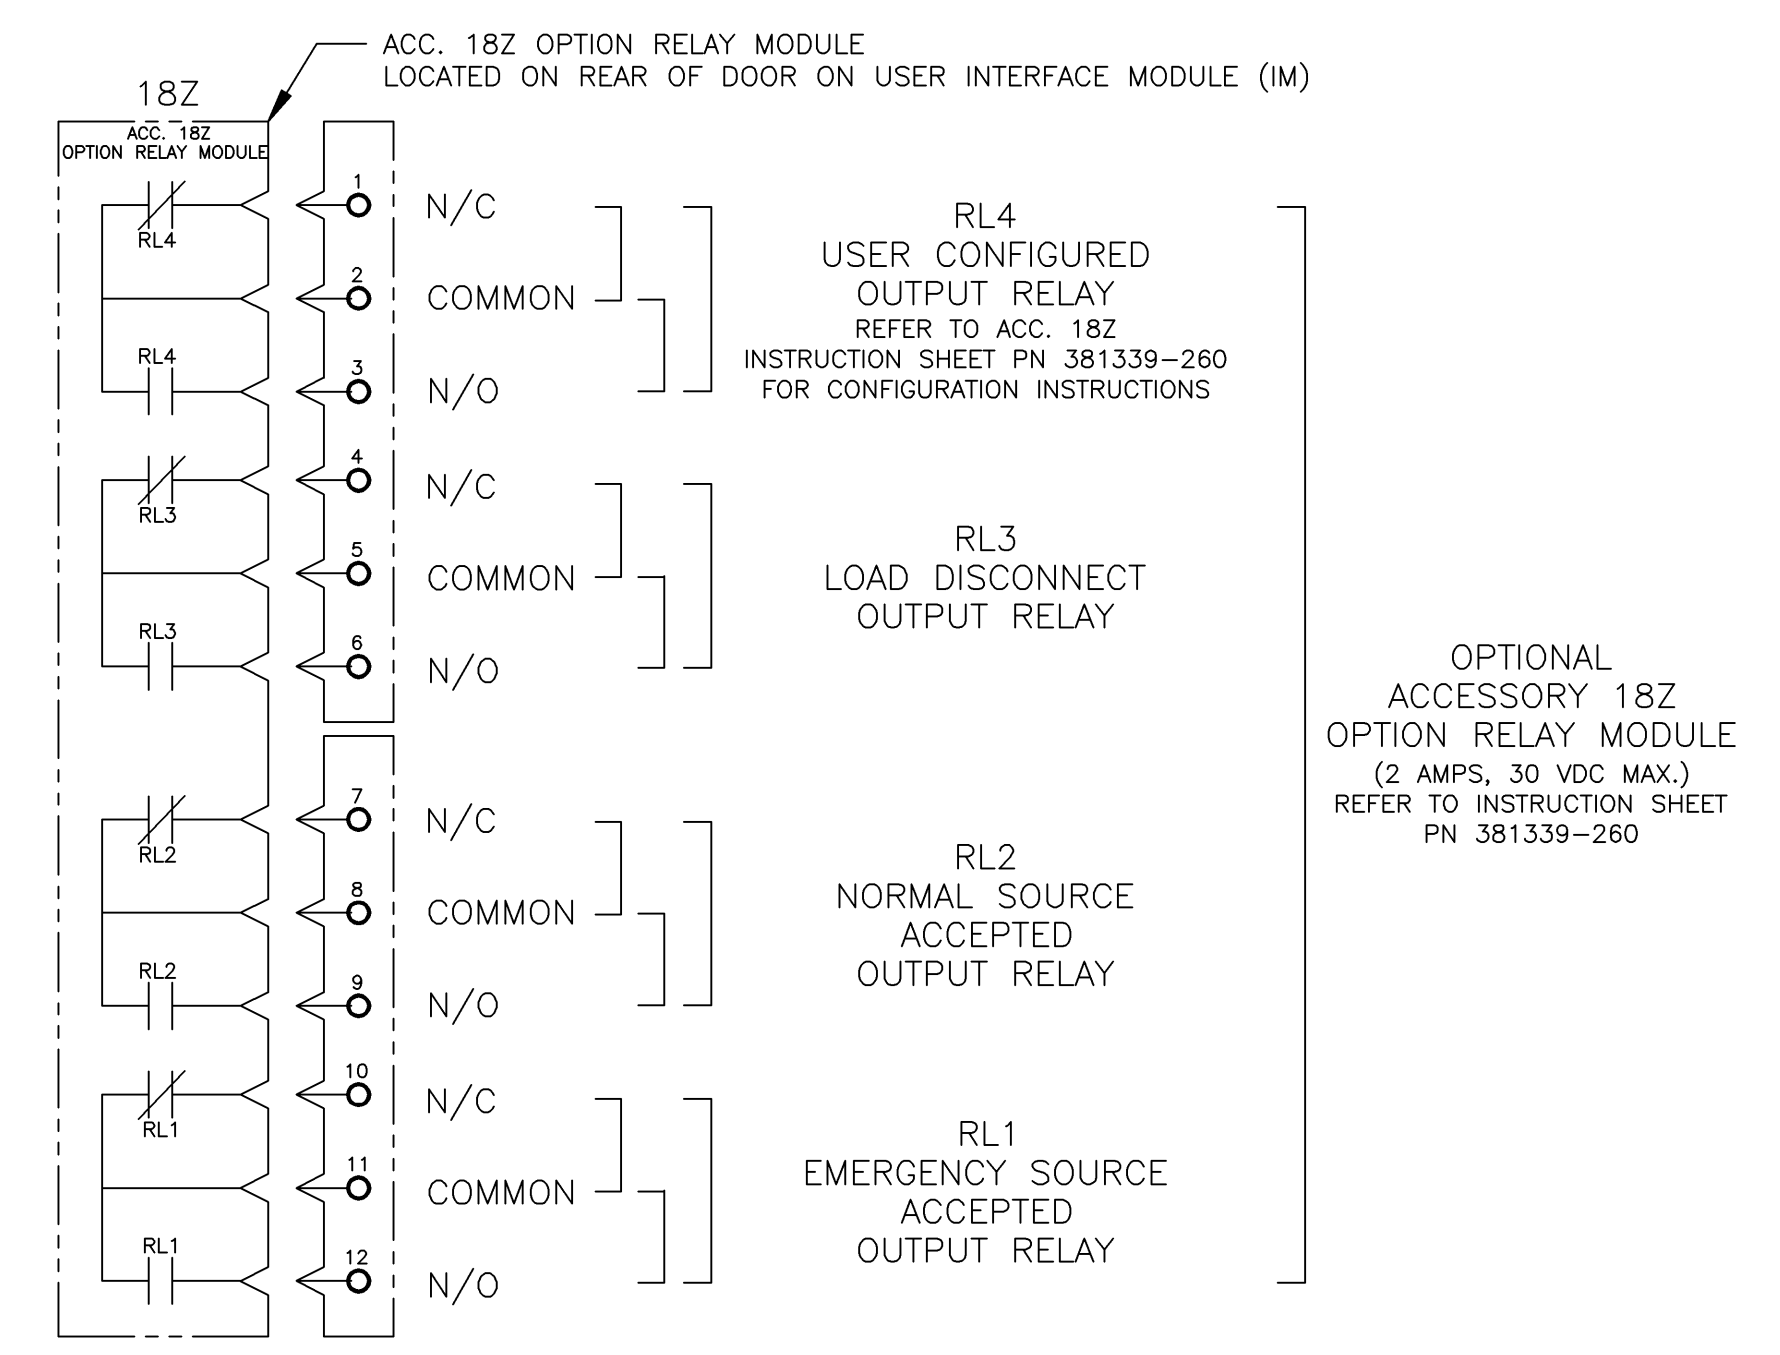 ACC. 18Z OPTION RELAY MODULE
LOCATED ON REAR OF DOOR ON USER INTERFACE MODULE (IM)
18Z
ACC. 18Z
OPTION RELAY MODULE
RL4
RL4
RL3
RL3
RL2
RL2
RL1
RL1
1 N/C
2 COMMON
3 N/O
4 N/C
5 COMMON
6 N/O
7 N/C
8 COMMON
9 N/O
10 N/C
11 COMMON
12 N/O
RL4
USER CONFIGURED
OUTPUT RELAY
REFER TO ACC. 18Z
INSTRUCTION SHEET PN 381339-260
FOR CONFIGURATION INSTRUCTIONS
RL3
LOAD DISCONNECT
OUTPUT RELAY
RL2
NORMAL SOURCE
ACCEPTED
OUTPUT RELAY
RL1
EMERGENCY SOURCE
ACCEPTED
OUTPUT RELAY
OPTIONAL
ACCESSORY 18Z
OPTION RELAY MODULE
(2 AMPS, 30 VDC MAX.)
REFER TO INSTRUCTION SHEET
PN 381339-260